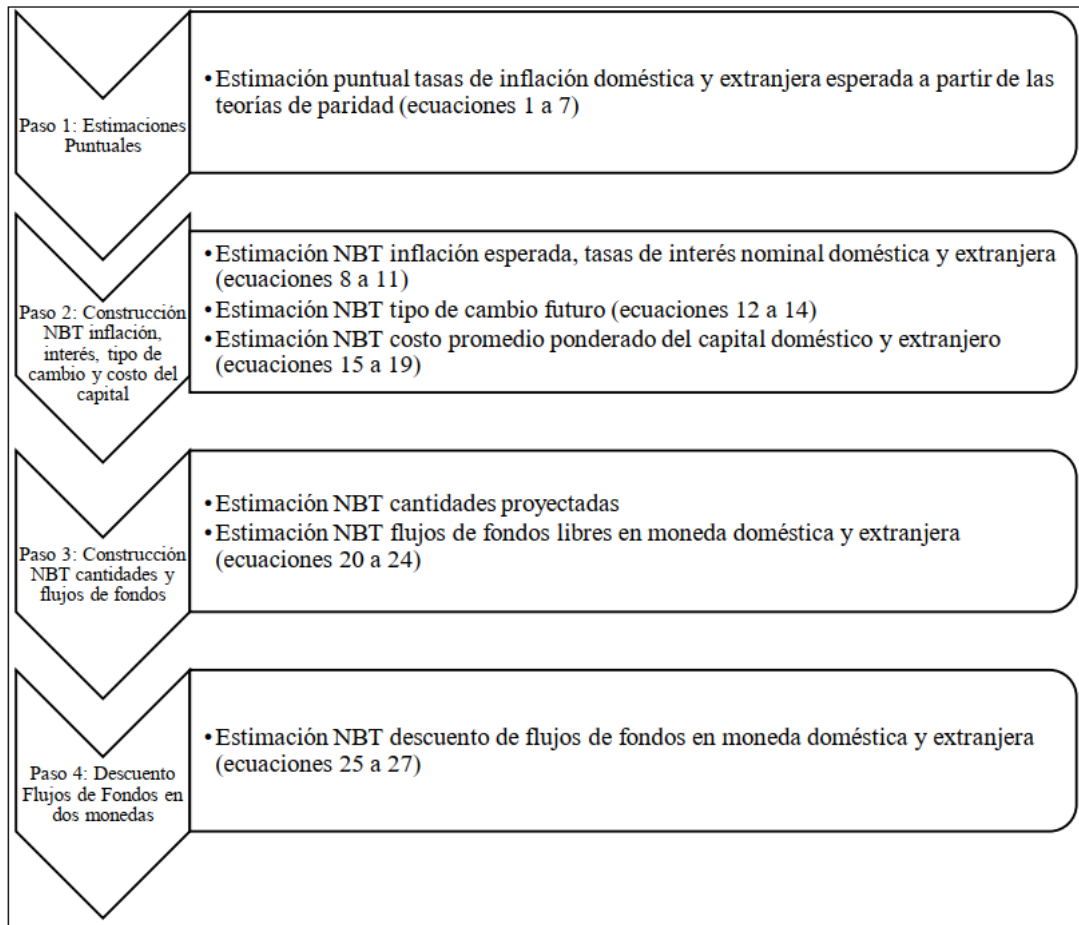 Paso 1: Estimaciones
Puntuales
•Estimación puntual tasas de inflación doméstica y extranjera esperada a partir de las
teorías de paridad (ecuaciones 1 a 7)
Paso 2: Construcción
NBT inflación,
interés, tipo de
cambio y costo del
capital
•Estimación NBT inflación esperada, tasas de interés nominal doméstica y extranjera
(ecuaciones 8 a 11)
•Estimación NBT tipo de cambio futuro (ecuaciones 12 a 14)
•Estimación NBT costo promedio ponderado del capital doméstico y extranjero
(ecuaciones 15 a 19)
Paso 3: Construcción
NBT cantidades y
flujos de fondos
•Estimación NBT cantidades proyectadas
•Estimación NBT flujos de fondos libres en moneda doméstica y extranjera
(ecuaciones 20 a 24)
Paso 4: Descuento
Flujos de Fondos en
dos monedas
•Estimación NBT descuento de flujos de fondos en moneda doméstica y extranjera
(ecuaciones 25 a 27)